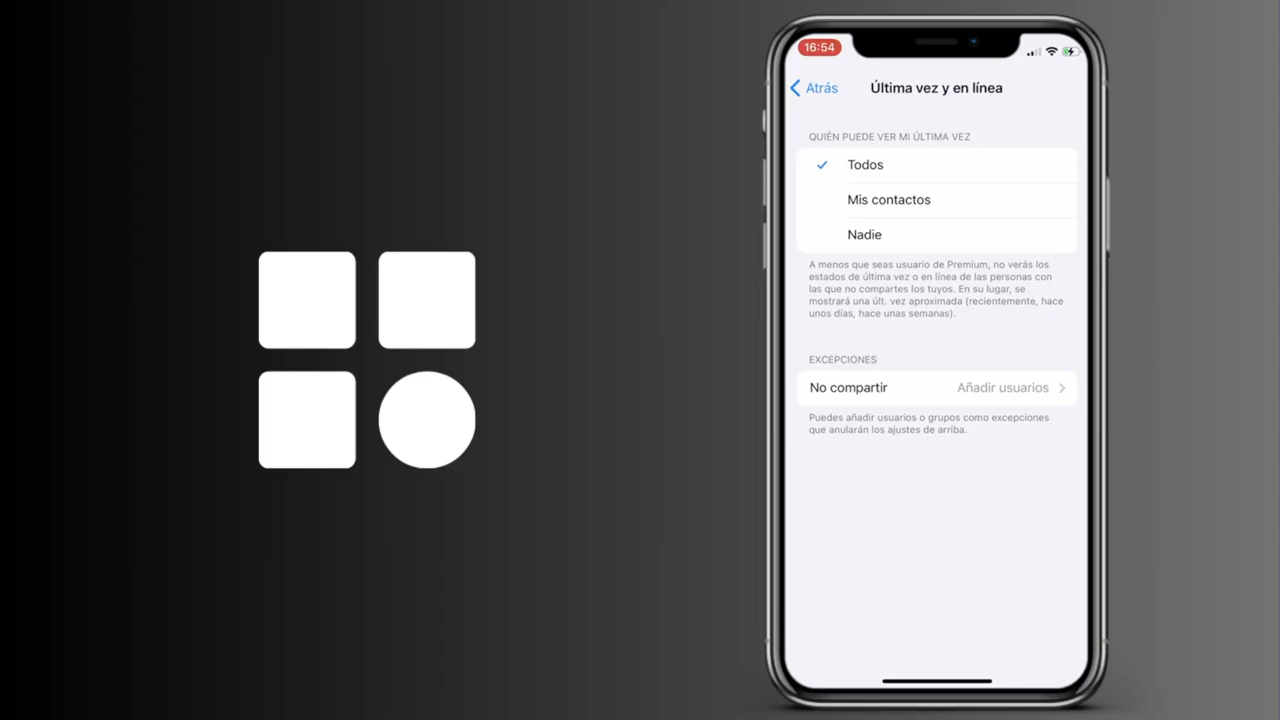 16:54
Atrás
Última vez y en línea
QUIÉN PUEDE VER MI ÚLTIMA VEZ
Todos
Mis contactos
Nadie
A menos que seas usuario de Premium, no verás los
estados de última vez o en línea de las personas con
las que no compartes los tuyos. En su lugar, se
mostrará una últ. vez aproximada (recientemente, hace
unos días, hace unas semanas).
EXCEPCIONES
No compartir Añadir usuarios
Puedes añadir usuarios o grupos como excepciones
que anularán los ajustes de arriba.